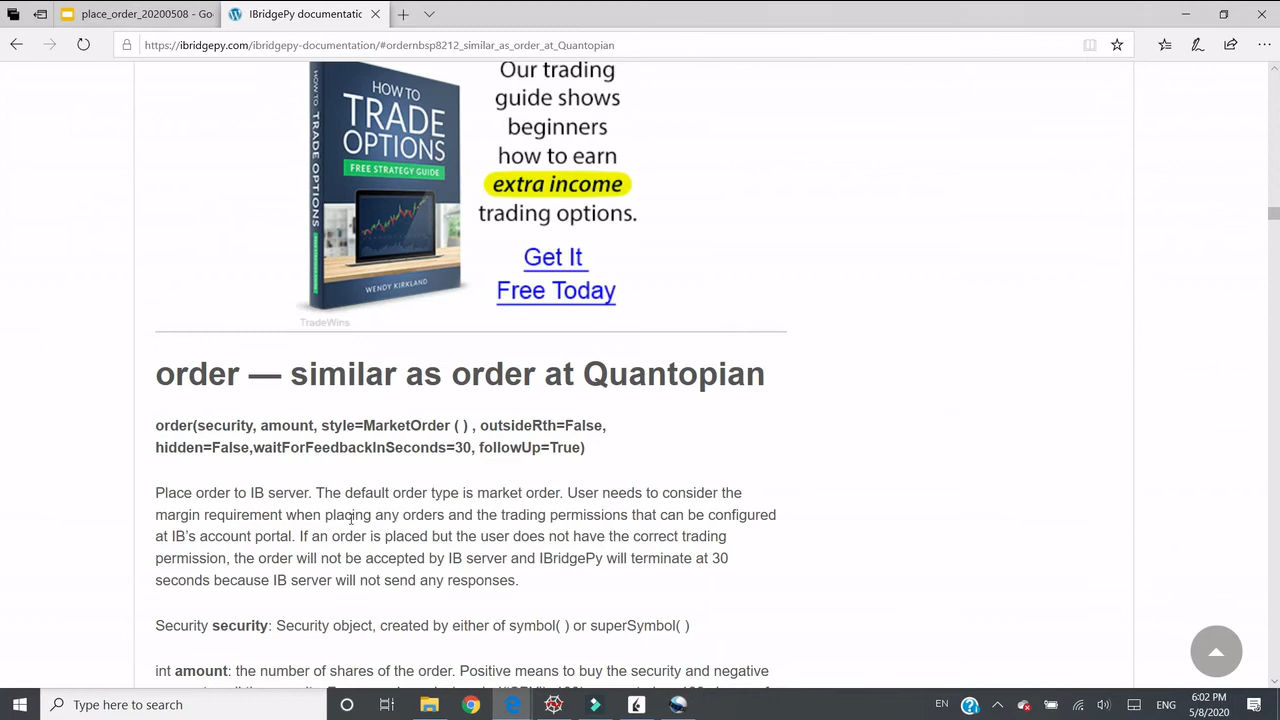 place_order_20200508 - Go
IBridgePy documentatic
https://ibridgepy.com/ibridgepy-documentation/#ordernbsp8212_similar_as_order_at_Quantopian
HOW TO TRADE OPTIONS
HOW TO
TRADE
OPTIONS
FREE STRATEGY GUIDE
WENDY KIRKLAND
TradeWins
Our trading
guide shows
beginners
how to earn
extra income
trading options.
Get It
Free Today
order — similar as order at Quantopian
order(security, amount, style=MarketOrder ( ) , outsideRth=False,
hidden=False,waitForFeedbackInSeconds=30, followUp=True)
Place order to IB server. The default order type is market order. User needs to consider the
margin requirement when placing any orders and the trading permissions that can be configured
at IB's account portal. If an order is placed but the user does not have the correct trading
permission, the order will not be accepted by IB server and IBridgePy will terminate at 30
seconds because IB server will not send any responses.
Security security: Security object, created by either of symbol( ) or superSymbol( )
int amount: the number of shares of the order. Positive means to buy the security and negative
Type here to search
EN
ENG
6:02 PM
5/8/2020